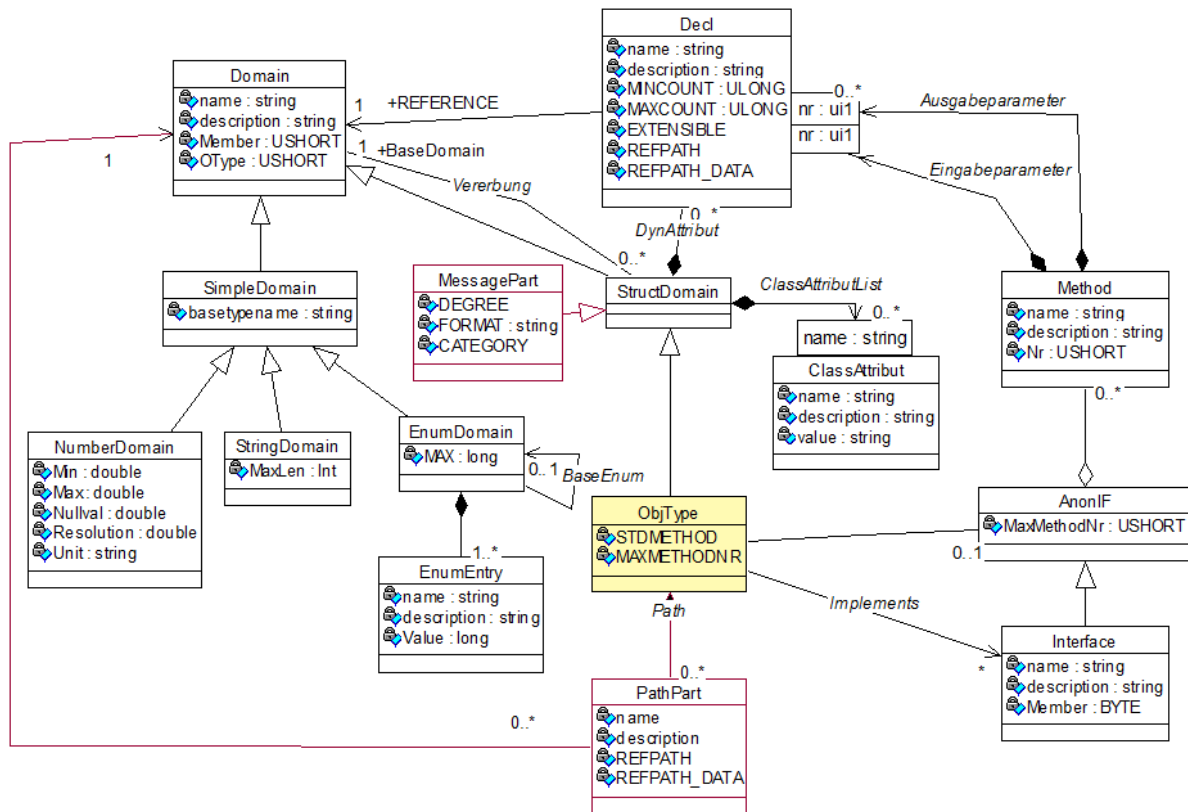 Decl
name : string
description : string
MINCOUNT : ULONG
MAXCOUNT : ULONG
EXTENSIBLE
REFPATH
REFPATH_DATA
0..*
nr : ui1
nr : ui1
Ausgabeparameter
Eingabeparameter
Domain
name : string
description : string
Member : USHORT
OType : USHORT
1
+REFERENCE
1
+BaseDomain
1
Vererbung
0..*
0..*
DynAttribut
SimpleDomain
basetypename : string
MessagePart
DEGREE
FORMAT : string
CATEGORY
StructDomain
ClassAttributList
0..*
name : string
ClassAttribut
name : string
description : string
value : string
Method
name : string
description : string
Nr : USHORT
0..*
NumberDomain
Min : double
Max : double
Nullval : double
Resolution : double
Unit : string
StringDomain
MaxLen : Int
EnumDomain
MAX : long
0..1
BaseEnum
1..*
EnumEntry
name : string
description : string
Value : long
ObjType
STDMETHOD
MAXMETHODNR
AnonIF
MaxMethodNr : USHORT
0..1
Implements
*
Interface
name : string
description : string
Member : BYTE
Path
0..*
PathPart
name
description
REFPATH
REFPATH_DATA
0..*